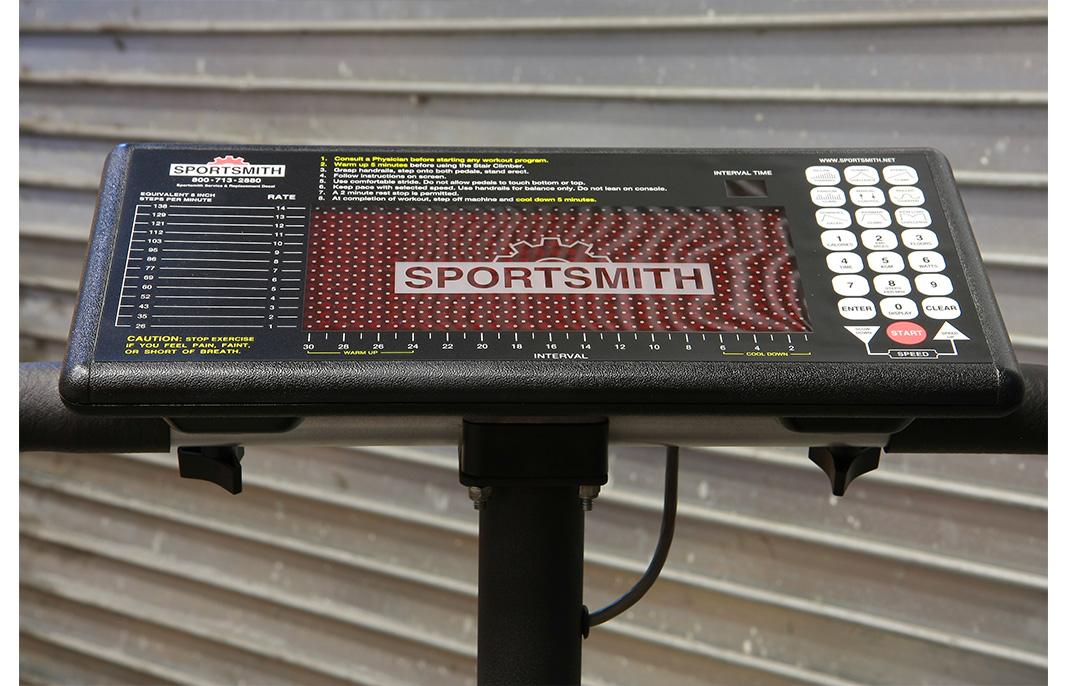 SPORTSMITH
800-713-2880
Sportsmith Service & Replacement Decal
EQUIVALENT 8 INCH
STEPS PER MINUTE
RATE
138 14
129 13
121 12
112 11
103 10
95 9
86 8
77 7
69 6
60 5
52 4
43 3
35 2
26 1
CAUTION: STOP EXERCISE
IF YOU FEEL PAIN, FAINT,
OR SHORT OF BREATH.
1. Consult a Physician before starting any workout program.
2. Warm up 5 minutes before using the Stair Climber.
3. Grasp handrails, step onto both pedals, stand erect.
4. Follow instructions on screen.
5. Use comfortable stride. Do not allow pedals to touch bottom or top.
6. Keep pace with selected speed. Use handrails for balance only. Do not lean on console.
7. A 2 minute rest stop is permitted.
8. At completion of workout, step off machine and cool down 5 minutes.
INTERVAL TIME
SPORTSMITH
30 28 26 24 22 20 18 16 14 12 10 8 6 4 2
WARM UP
INTERVAL
COOL DOWN
WWW.SPORTSMITH.NET
1 CALORIES
2
3 FLOORS
4 TIME
5 KGM
6 WATTS
7
8
9
ENTER
0 DISPLAY
CLEAR
SLOW DOWN
START
SPEED UP
SPEED